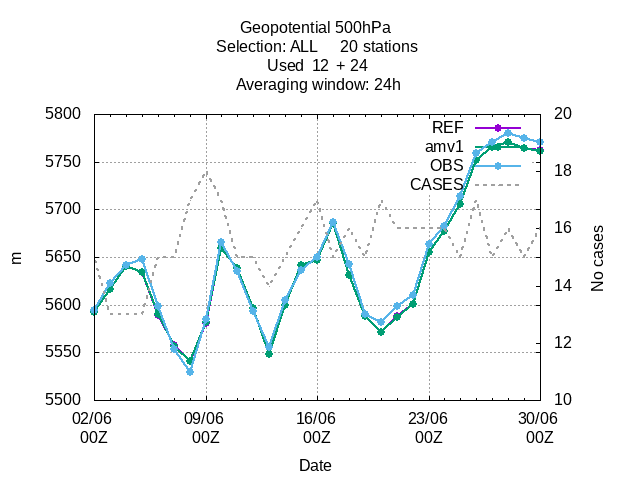 Geopotential 500hPa
Selection: ALL 20 stations
Used 12 + 24
Averaging window: 24h
5800
5750
5700
5650
5600
5550
5500
m
20
18
16
14
12
10
No cases
REF
amv1
OBS
CASES
02/06 09/06 16/06 23/06 30/06
00Z 00Z 00Z 00Z 00Z
Date